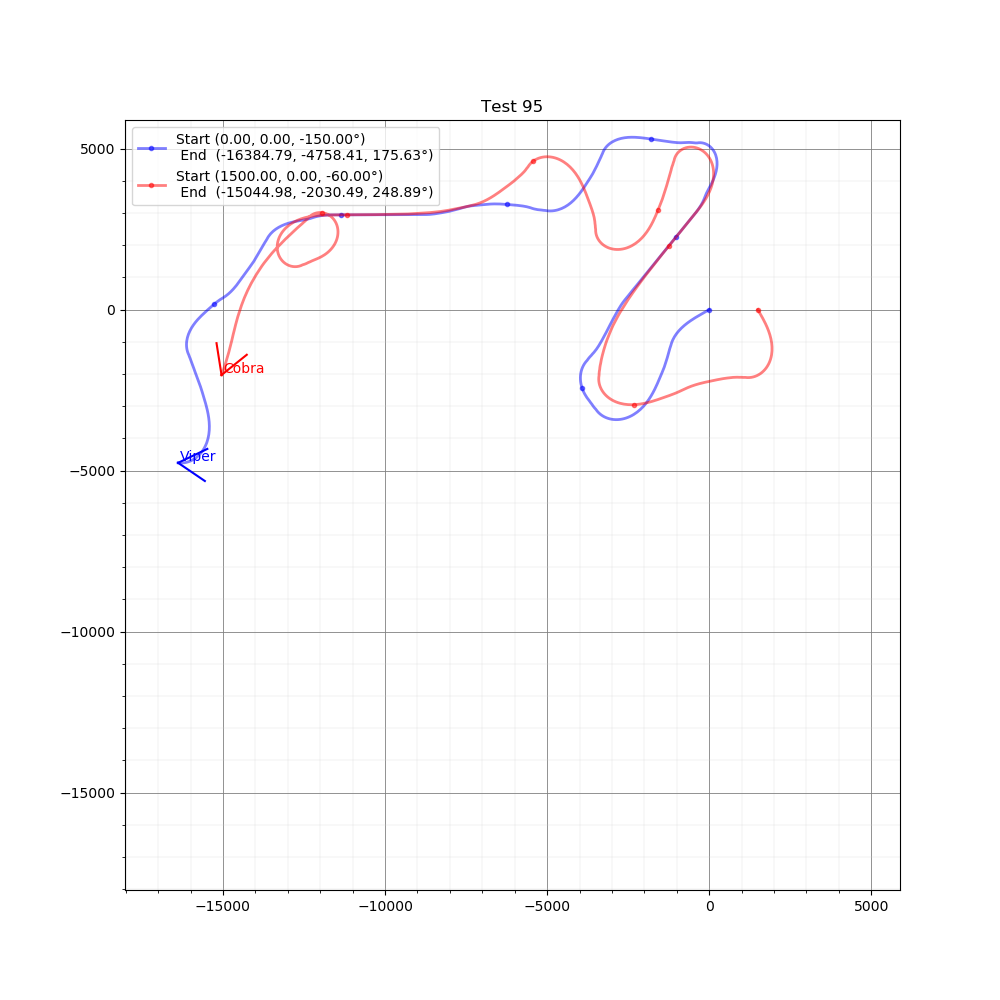 Test 95
Start (0.00, 0.00, -150.00°)
End (-16384.79, -4758.41, 175.63°)
Start (1500.00, 0.00, -60.00°)
End (-15044.98, -2030.49, 248.89°)
5000
0
−5000
−10000
−15000
Cobra
Viper
−15000
−10000
−5000
0
5000